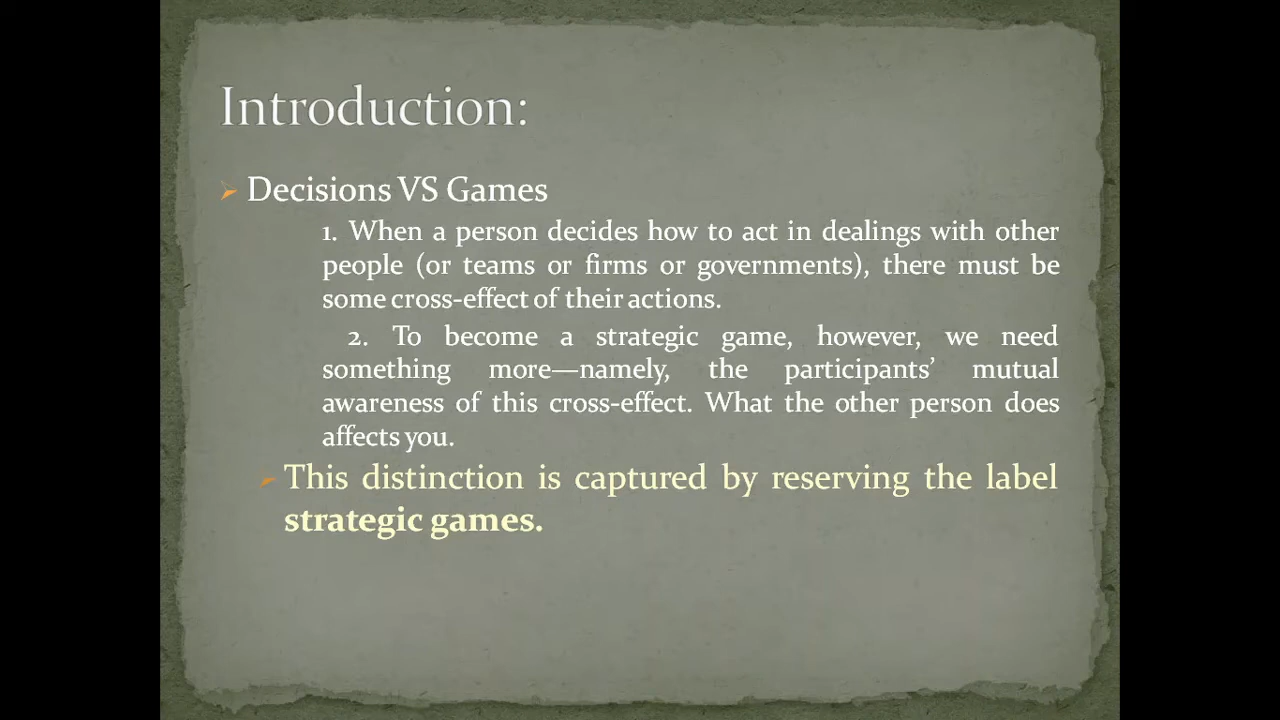 Introduction:
Decisions VS Games
1. When a person decides how to act in dealings with other
people (or teams or firms or governments), there must be
some cross-effect of their actions.
2. To become a strategic game, however, we need
something more—namely, the participants’ mutual
awareness of this cross-effect. What the other person does
affects you.
This distinction is captured by reserving the label
strategic games.